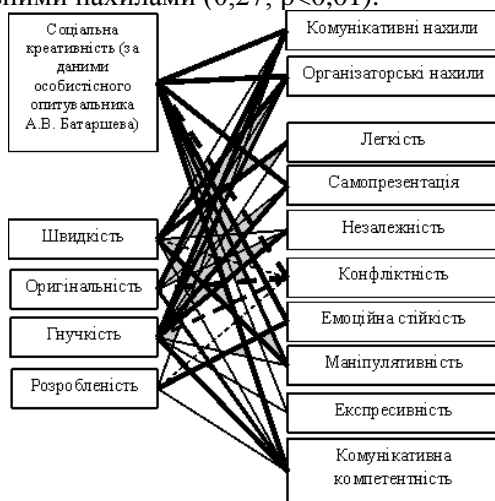 ними нахилами (0,27; p<0,01).
Соціальна
креативність (за
даними
особистісного
опитувальника
А.В. Батаршева)
Швидкість
Оригінальність
Гнучкість
Розробленість
Комунікативні нахили
Організаторські нахили
Легкість
Самопрезентація
Незалежність
Конфліктність
Емоційна стійкість
Маніпулятивність
Експресивність
Комунікативна
компетентність